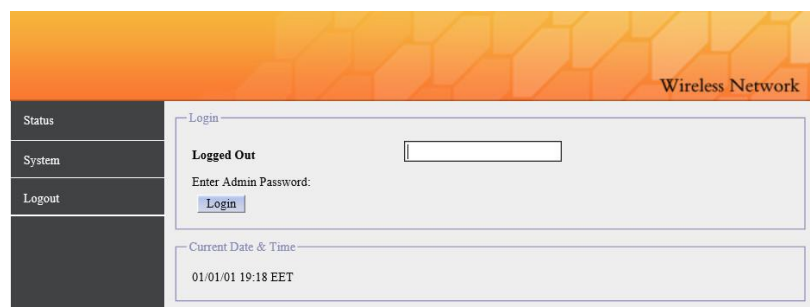 Wireless Network
Status
System
Logout
Login
Logged Out
Enter Admin Password:
Login
Current Date & Time
01/01/01 19:18 EET